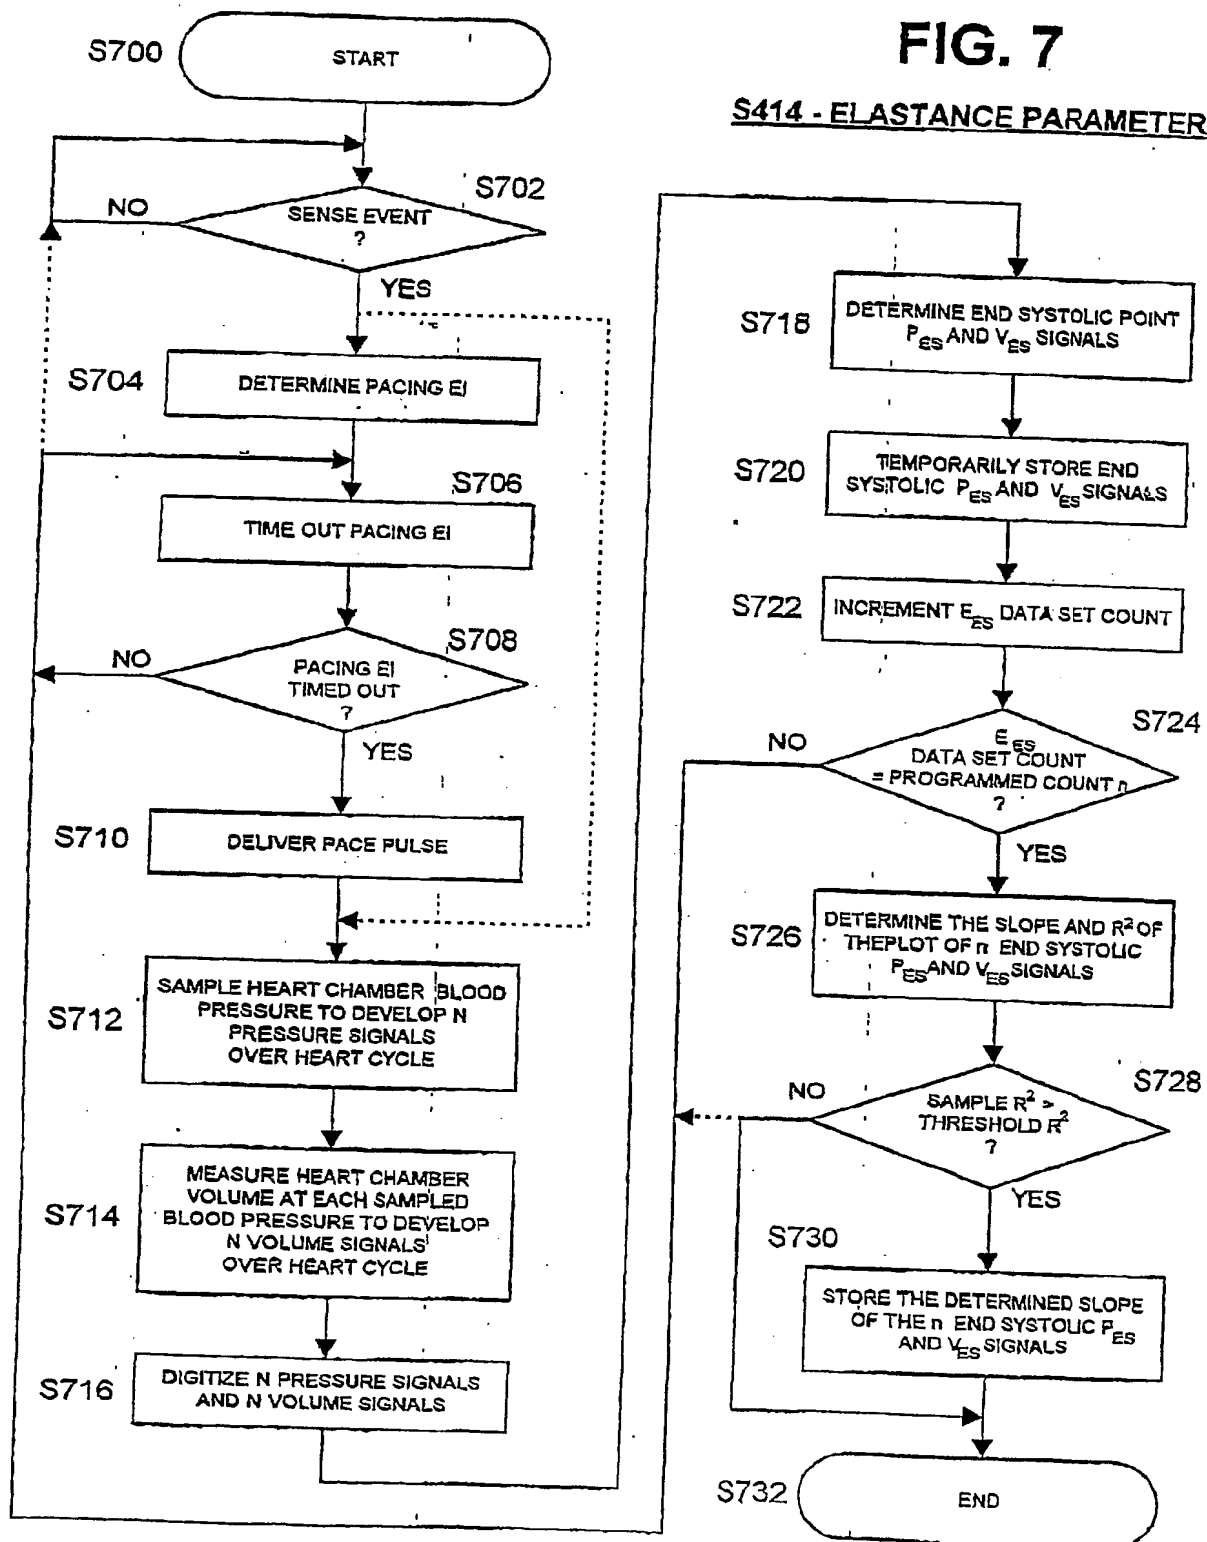 FIG. 7
S414 - ELASTANCE PARAMETER
S700
START
S702
SENSE EVENT
?
NO
YES
S704
DETERMINE PACING EI
S706
TIME OUT PACING EI
S708
PACING EI
TIMED OUT
?
NO
YES
S710
DELIVER PACE PULSE
S712
SAMPLE HEART CHAMBER BLOOD
PRESSURE TO DEVELOP N
PRESSURE SIGNALS
OVER HEART CYCLE
S714
MEASURE HEART CHAMBER
VOLUME AT EACH SAMPLED
BLOOD PRESSURE TO DEVELOP
N VOLUME SIGNALS
OVER HEART CYCLE
S716
DIGITIZE N PRESSURE SIGNALS
AND N VOLUME SIGNALS
S718
DETERMINE END SYSTOLIC POINT
PES AND VES SIGNALS
S720
TEMPORARILY STORE END
SYSTOLIC PES AND VES SIGNALS
S722
INCREMENT EES DATA SET COUNT
S724
EES
DATA SET COUNT
= PROGRAMMED COUNT n
?
NO
YES
S726
DETERMINE THE SLOPE AND R² OF
THEPLOT OF n END SYSTOLIC
PES AND VES SIGNALS
S728
SAMPLE R² >
THRESHOLD R²
?
NO
YES
S730
STORE THE DETERMINED SLOPE
OF THE n END SYSTOLIC PES
AND VES SIGNALS
S732
END